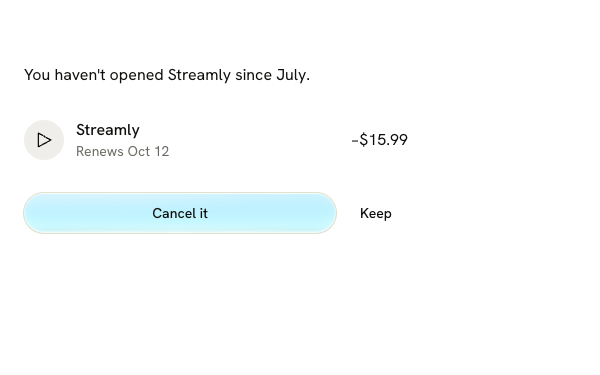 You haven't opened Streamly since July.
Streamly
Renews Oct 12
–$15.99
Cancel it
Keep